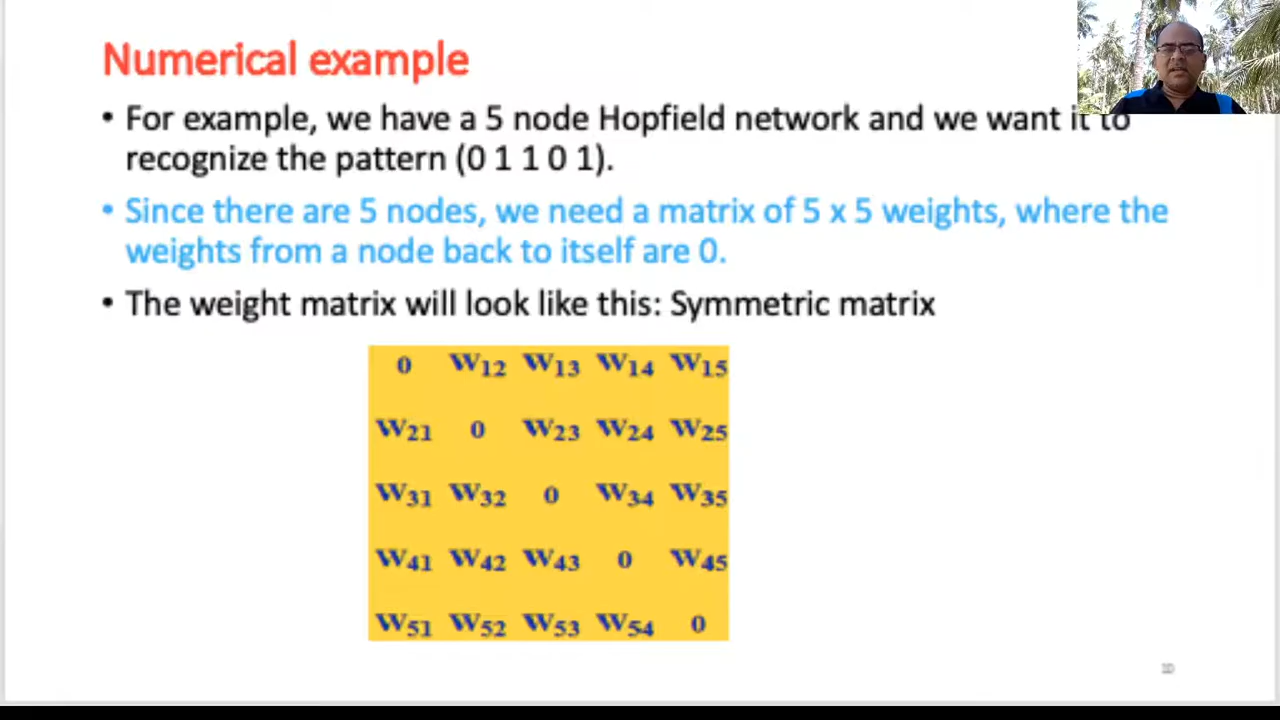 Numerical example
• For example, we have a 5 node Hopfield network and we want it to
recognize the pattern (0 1 1 0 1).
• Since there are 5 nodes, we need a matrix of 5 x 5 weights, where the
weights from a node back to itself are 0.
• The weight matrix will look like this: Symmetric matrix
0 W12 W13 W14 W15
W21 0 W23 W24 W25
W31 W32 0 W34 W35
W41 W42 W43 0 W45
W51 W52 W53 W54 0